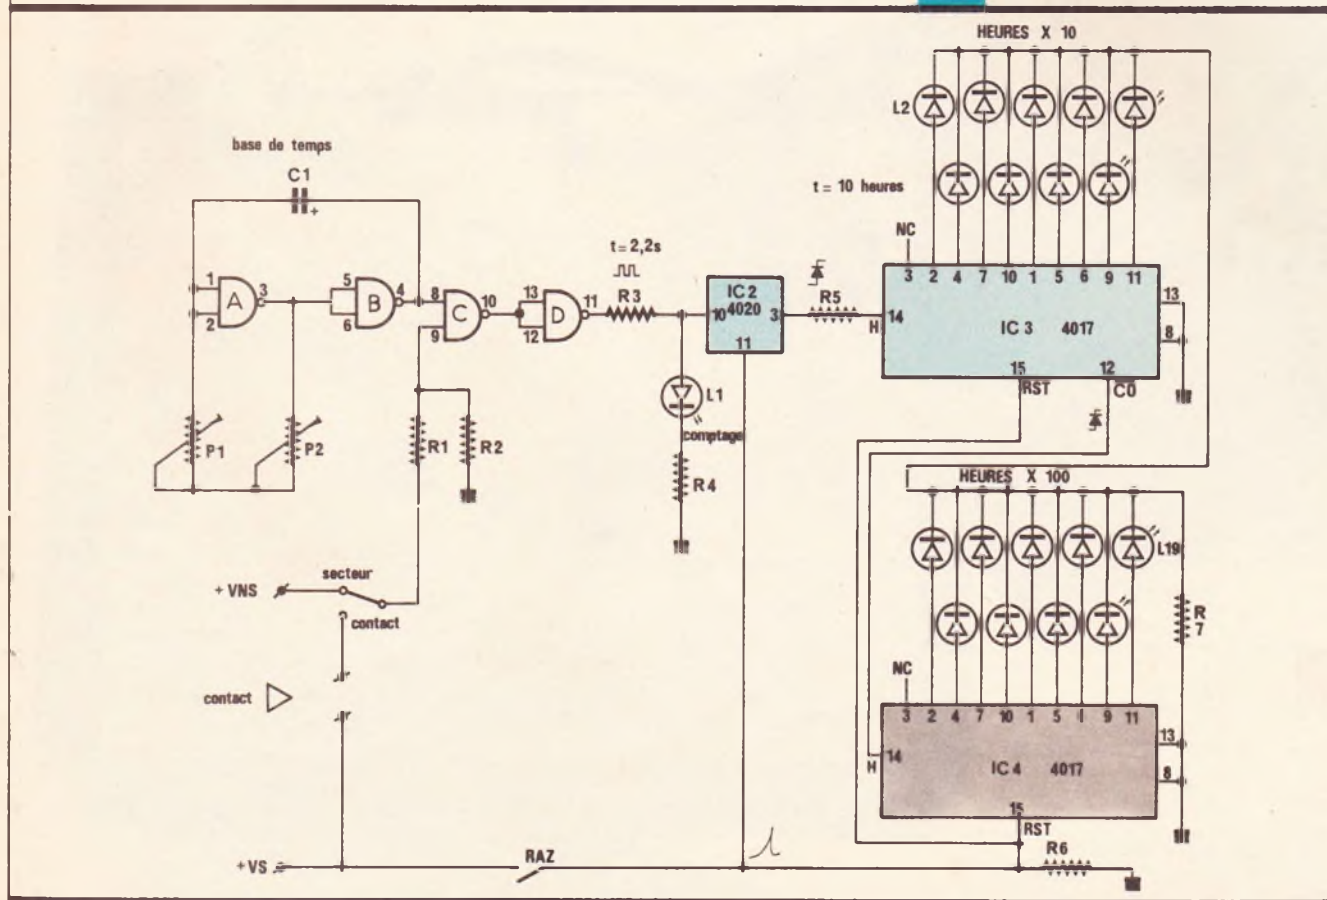 HEURES X 10
L2
base de temps
C1
+
t = 10 heures
NC
3 2 4 7 10 1 5 6 9 11
13
8
1
2
A
3
5
6
B
4
8
9
C
10
13
12
D
11
t = 2,2s
R3
10
IC 2
4020
3
11
R5
H
14
IC 3 4017
15
12
RST
CO
L1
comptage
R4
P1
P2
R1
R2
HEURES X 100
L19
R
7
NC
3 2 4 7 10 1 5 9 11
13
8
H
14
IC 4 4017
15
RST
R6
+ VNS
secteur
contact
contact
+ VS
RAZ